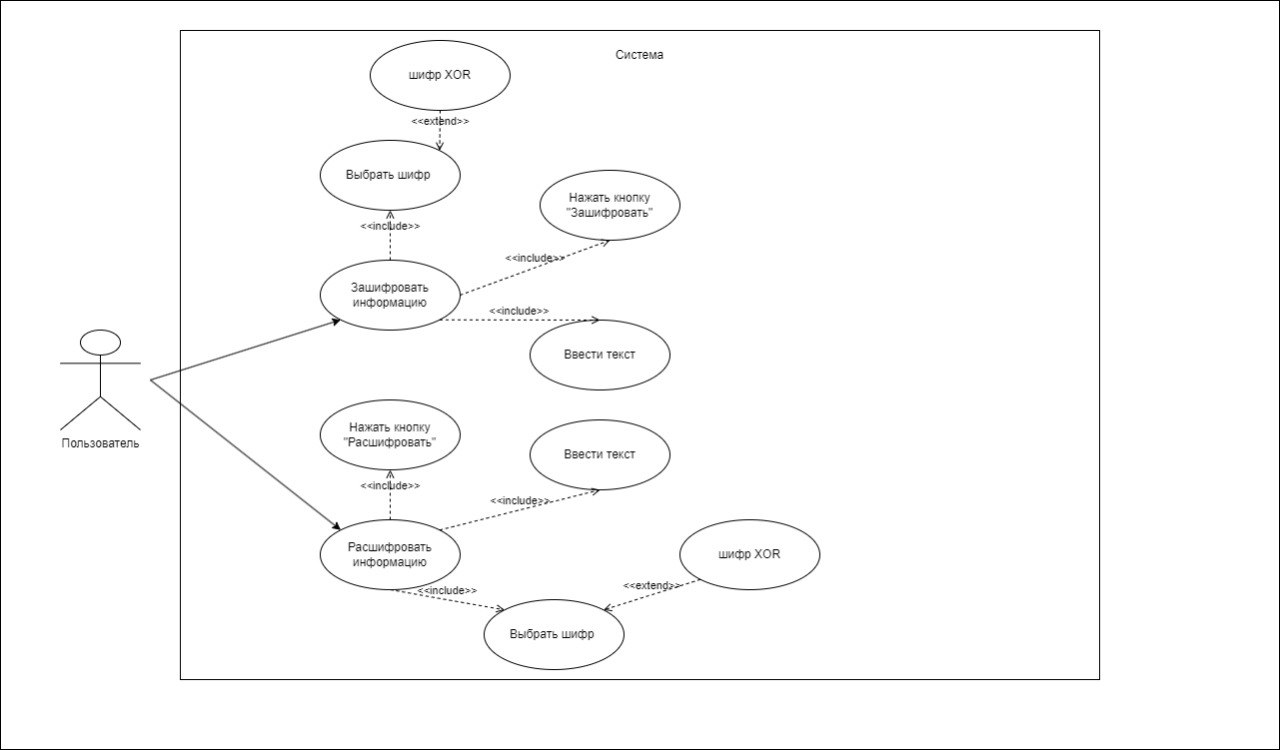 Система
шифр XOR
<<extend>>
Выбрать шифр
<<include>>
Нажать кнопку
"Зашифровать"
<<include>>
Зашифровать
информацию
<<include>>
Ввести текст
Пользователь
Нажать кнопку
"Расшифровать"
<<include>>
Ввести текст
<<include>>
Расшифровать
информацию
<<include>>
шифр XOR
<<extend>>
Выбрать шифр